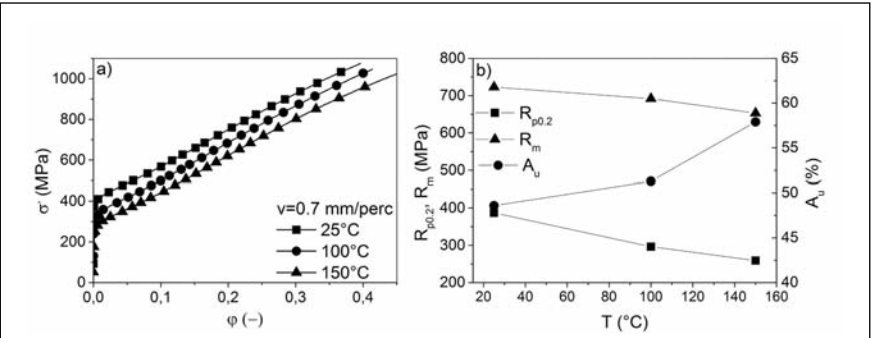 a)
1000
800
600
400
200
0
σ' (MPa)
v=0.7 mm/perc
25°C
100°C
150°C
0,0 0,1 0,2 0,3 0,4
φ (–)
b)
800
700
600
500
400
300
200
Rp0.2, Rm (MPa)
Rp0.2
Rm
Au
65
60
55
50
45
40
Au (%)
20 40 60 80 100 120 140 160
T (°C)